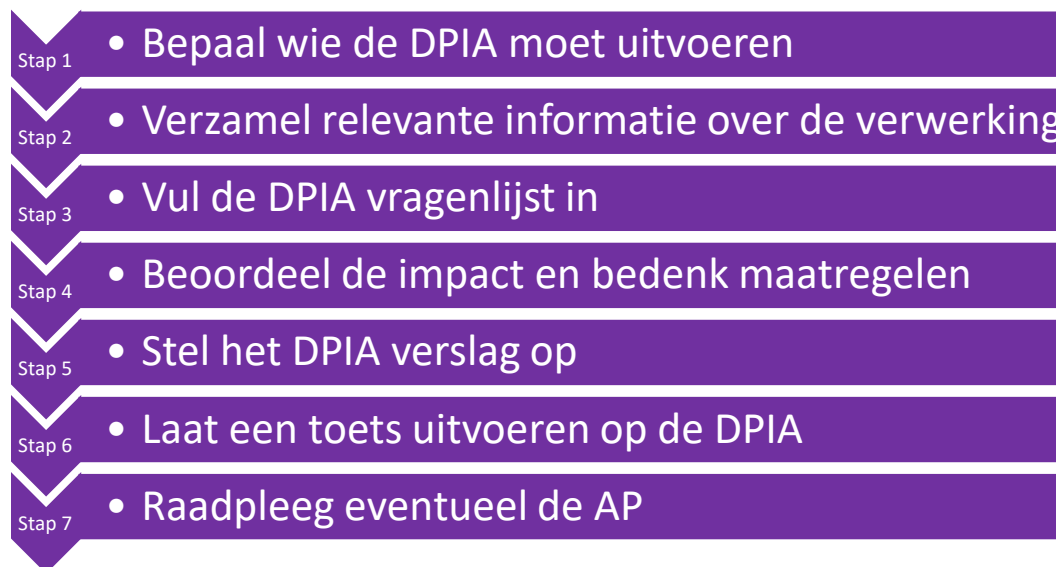 Stap 1
• Bepaal wie de DPIA moet uitvoeren
Stap 2
• Verzamel relevante informatie over de verwerking
Stap 3
• Vul de DPIA vragenlijst in
Stap 4
• Beoordeel de impact en bedenk maatregelen
Stap 5
• Stel het DPIA verslag op
Stap 6
• Laat een toets uitvoeren op de DPIA
Stap 7
• Raadpleeg eventueel de AP